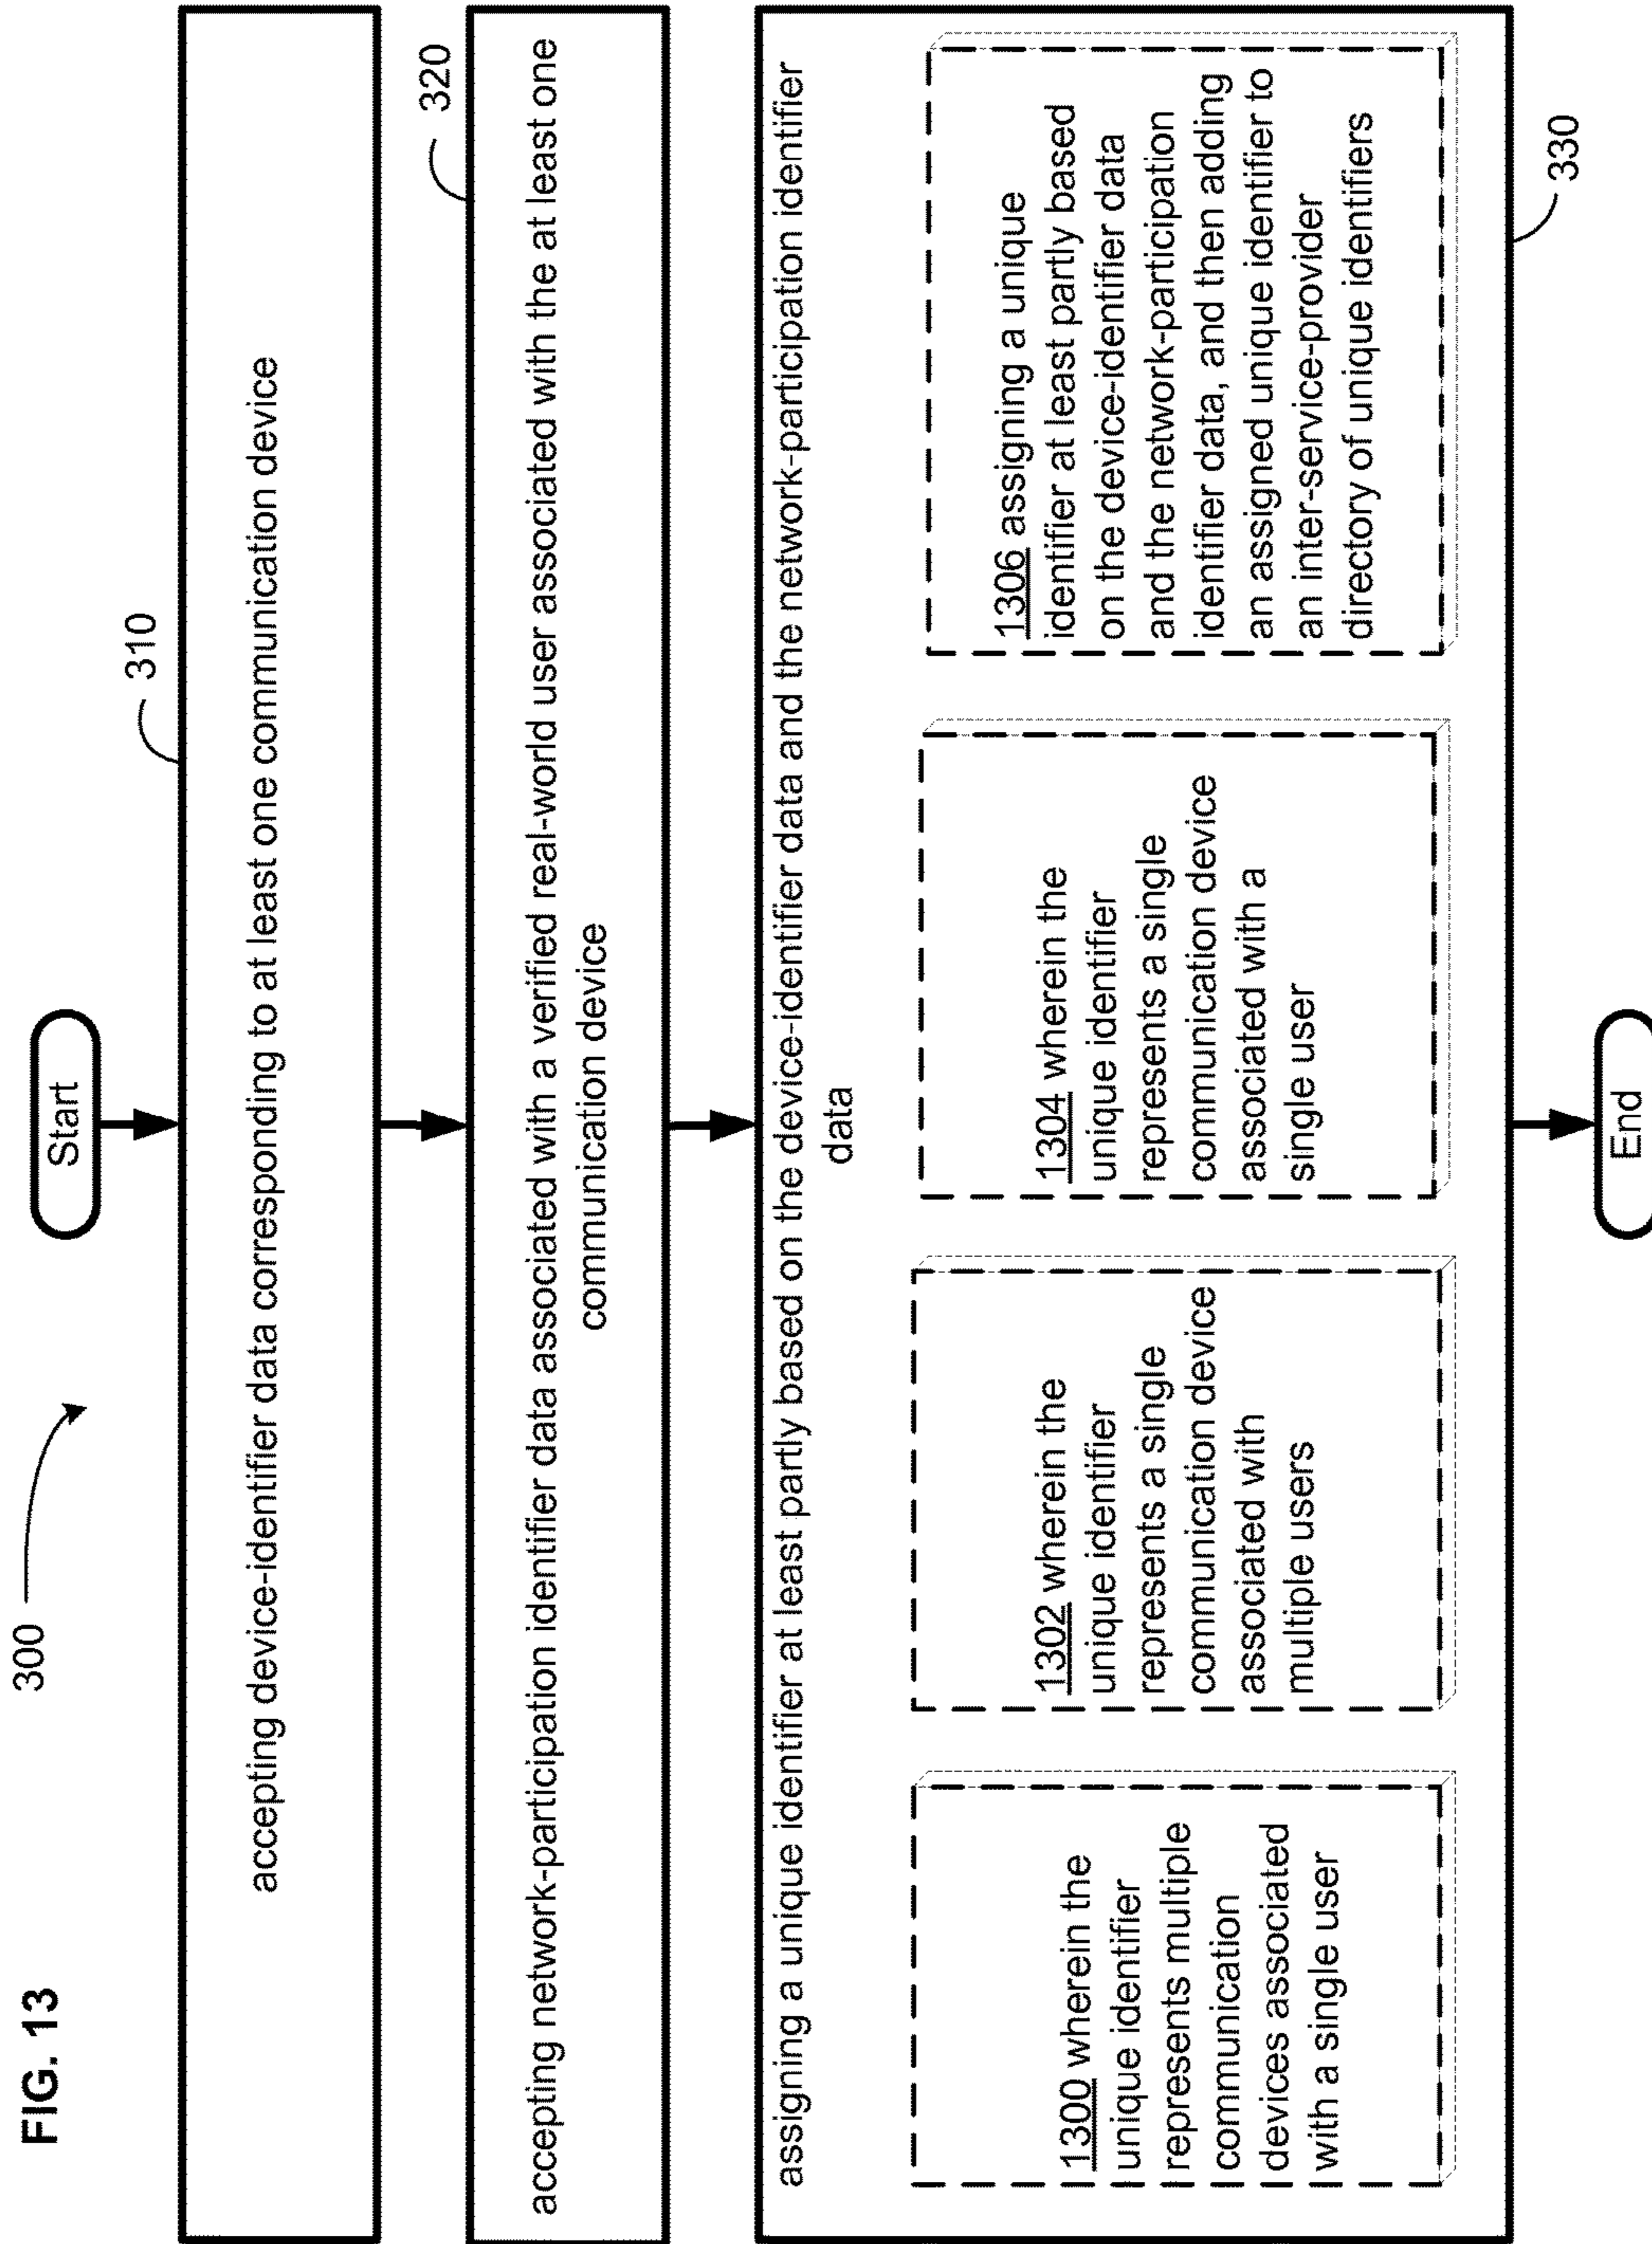 FIG. 13
300
Start
310
accepting device-identifier data corresponding to at least one communication device
320
accepting network-participation identifier data associated with a verified real-world user associated with the at least one
communication device
assigning a unique identifier at least partly based on the device-identifier data and the network-participation identifier
data
1300 wherein the
unique identifier
represents multiple
communication
devices associated
with a single user
1302 wherein the
unique identifier
represents a single
communication device
associated with
multiple users
1304 wherein the
unique identifier
represents a single
communication device
associated with a
single user
1306 assigning a unique
identifier at least partly based
on the device-identifier data
and the network-participation
identifier data, and then adding
an assigned unique identifier to
an inter-service-provider
directory of unique identifiers
330
End